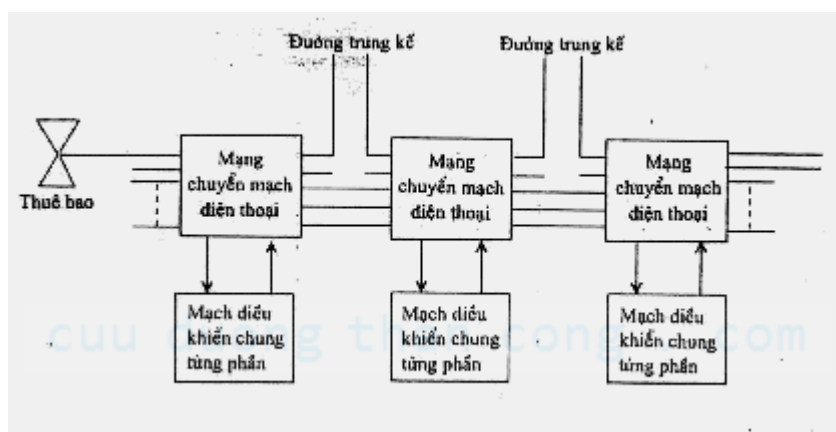 Đường trung kế
Đường trung kế
Thuê bao
Mạng
chuyển mạch
điện thoại
Mạng
chuyển mạch
điện thoại
Mạng
chuyển mạch
điện thoại
Mạch điều
khiển chung
từng phần
Mạch điều
khiển chung
từng phần
Mạch điều
khiển chung
từng phần
cuu duong than cong . com